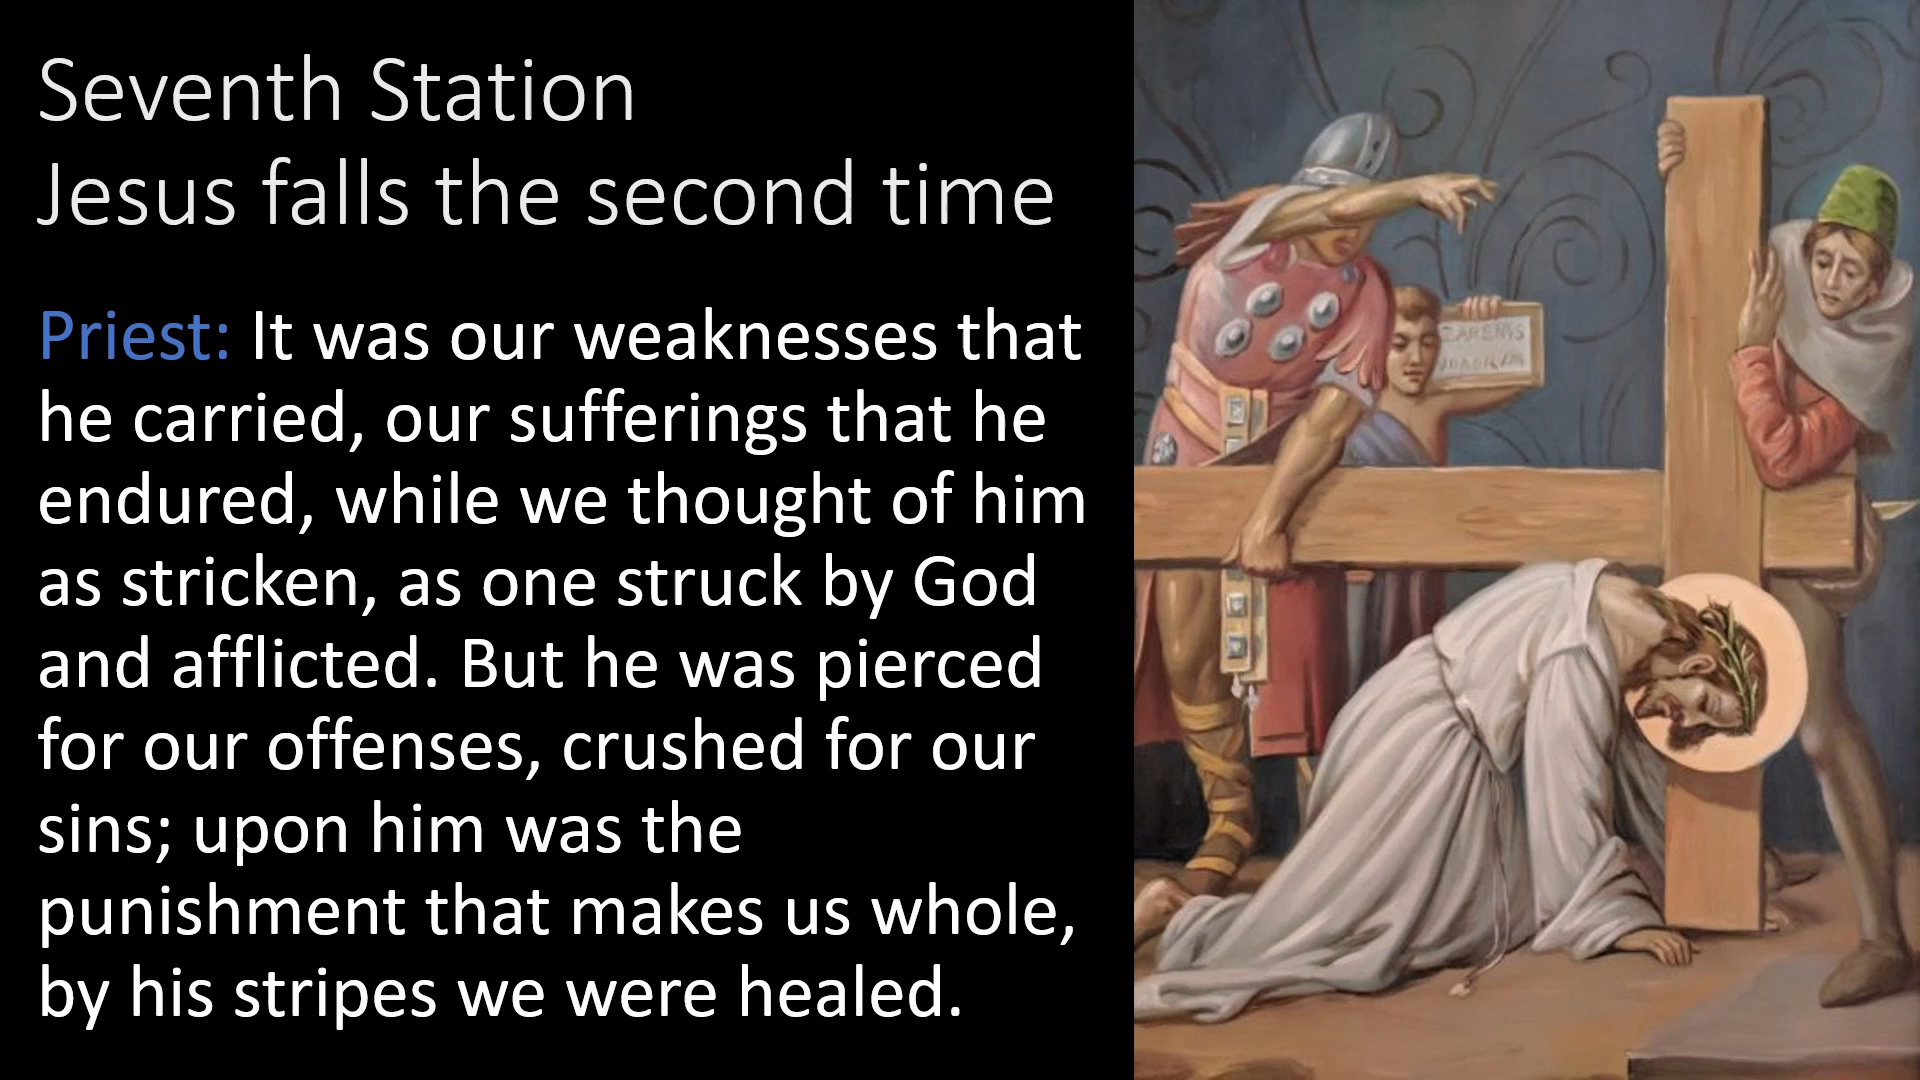 Seventh Station
Jesus falls the second time
Priest: It was our weaknesses that
he carried, our sufferings that he
endured, while we thought of him
as stricken, as one struck by God
and afflicted. But he was pierced
for our offenses, crushed for our
sins; upon him was the
punishment that makes us whole,
by his stripes we were healed.
ZARENVS